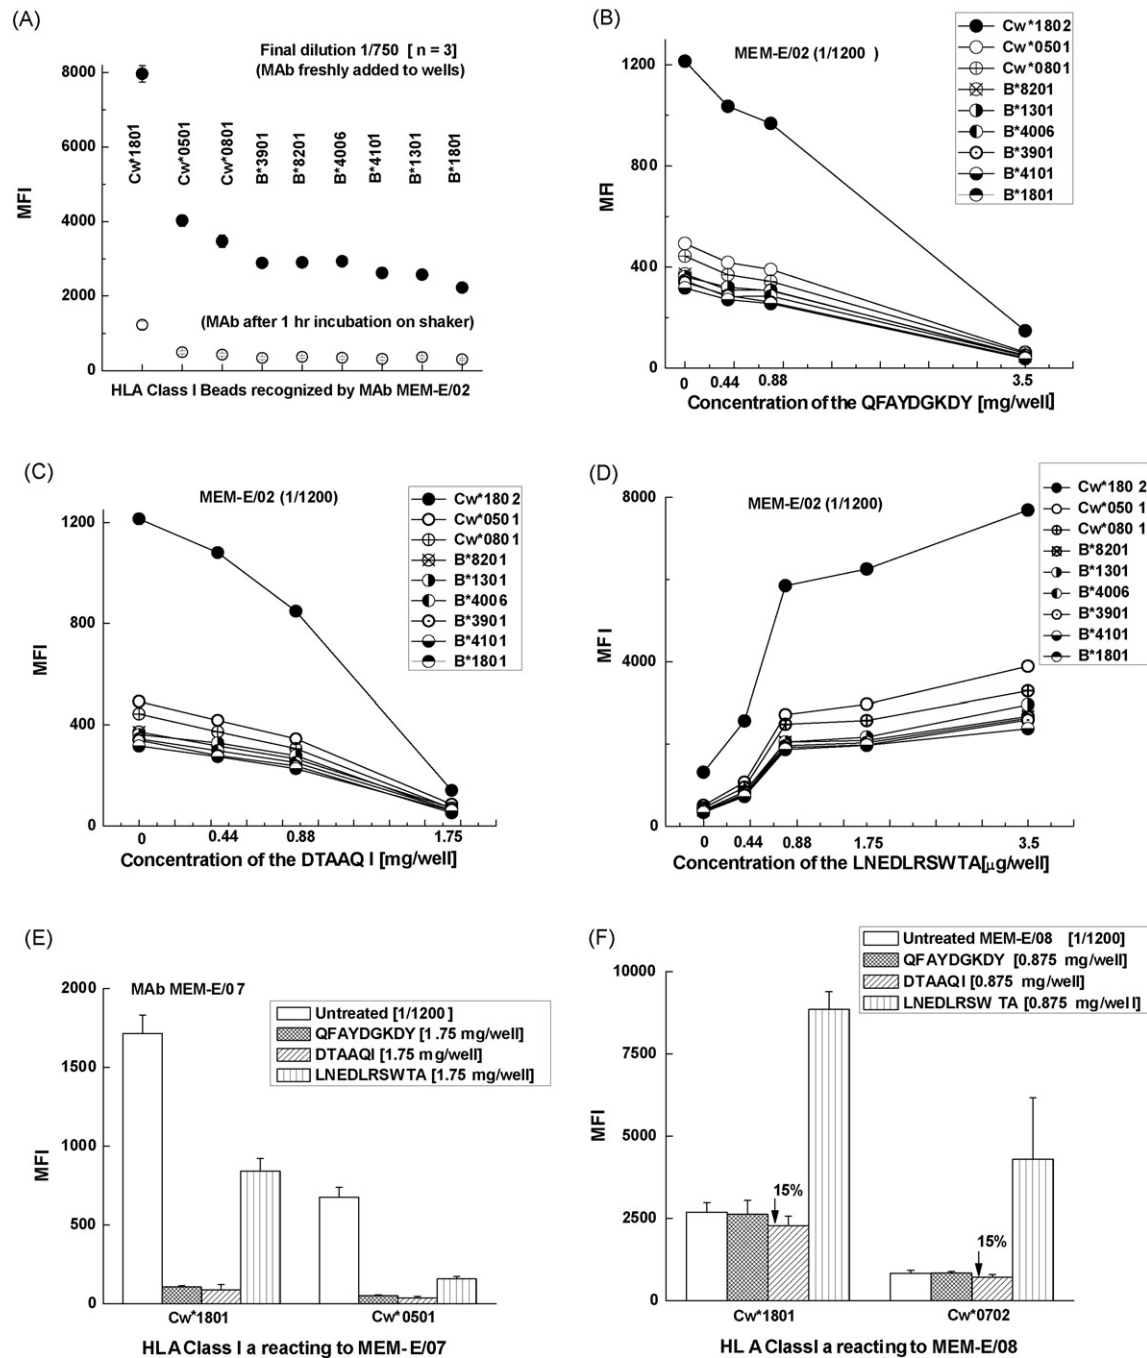 (A)
Final dilution 1/750 [ n = 3]
(MAb freshly added to wells)
8000
6000
4000
2000
0
MFI
Cw*1801
Cw*0501
Cw*0801
B*3901
B*8201
B*4006
B*4101
B*1301
B*1801
(MAb after 1 hr incubation on shaker)
HLA Class I Beads recognized by MAb MEM-E/02
(B)
MEM-E/02 (1/1200 )
Cw*1802
Cw*0501
Cw*0801
B*8201
B*1301
B*4006
B*3901
B*4101
B*1801
1200
800
400
0
MFI
0 0.44 0.88 3.5
Concentration of the QFAYDGKDY [mg/well]
(C)
MEM-E/02 (1/1200)
Cw*180 2
Cw*050 1
Cw*080 1
B*8201
B*1301
B*4006
B*3901
B*4101
B*1801
1200
800
400
0
MFI
0 0.44 0.88 1.75
Concentration of the DTAAQ I [mg/well]
(D)
MEM-E/02 (1/1200)
Cw*180 2
Cw*050 1
Cw*080 1
B*8201
B*1301
B*4006
B*3901
B*4101
B*1801
8000
4000
0
MF I
0 0.44 0.88 1.75 3.5
Concentration of the LNEDLRSWTA[μg/well]
(E)
MAb MEM-E/07
Untreated [1/1200]
QFAYDGKDY [1.75 mg/well]
DTAAQI [1.75 mg/well]
LNEDLRSWTA [1.75 mg/well]
2000
1500
1000
500
0
MFI
Cw*1801 Cw*0501
HLA Class I a reacting to MEM-E/07
(F)
Untreated MEM-E/08 [1/1200]
QFAYDGKDY [0.875 mg/well]
DTAAQI [0.875 mg/well]
LNEDLRSW TA [0.875 mg/well]
10000
7500
5000
2500
0
MFI
15%
15%
Cw*1801 Cw*0702
HL A ClassI a reacting to MEM-E/08